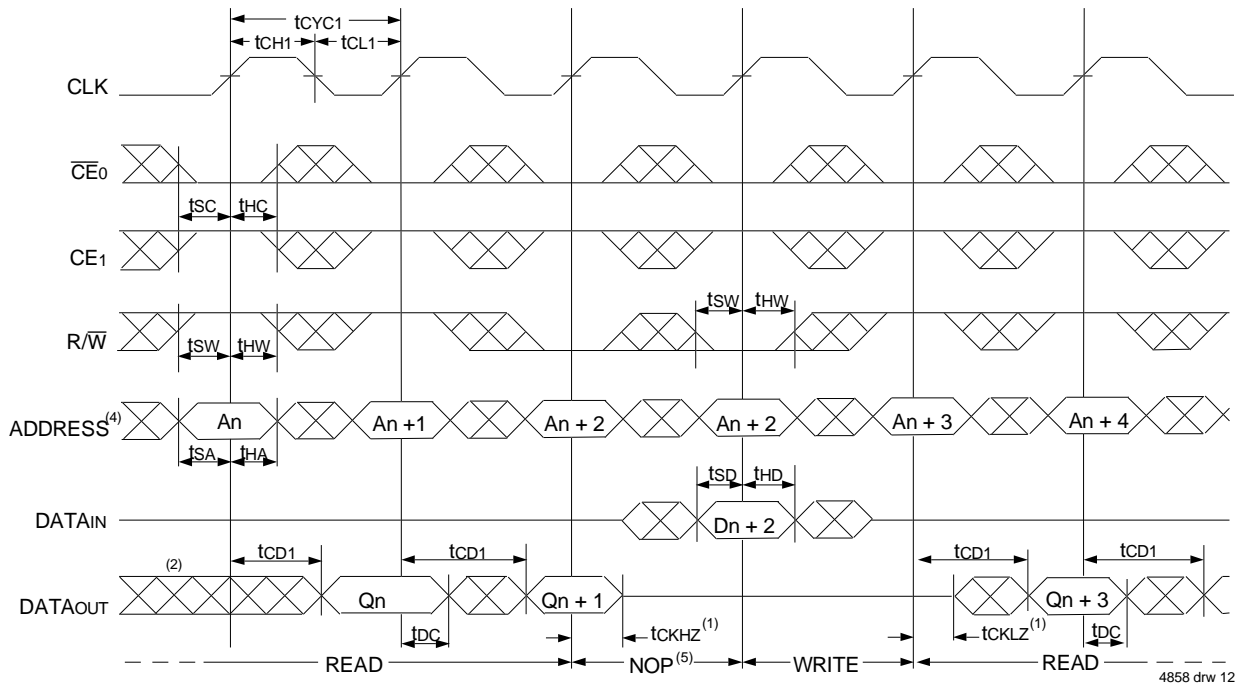 tCYC1
tCH1 tCL1
CLK
CE0
tSC tHC
CE1
tSW tHW
R/W
tSW tHW
ADDRESS(4) An An +1 An + 2 An + 2 An + 3 An + 4
tSA tHA
tSD tHD
DATAIN Dn + 2
(2) tCD1 tCD1 tCD1 tCD1
DATAOUT Qn Qn + 1 Qn + 3
tDC tCKHZ(1) tCKLZ(1) tDC
READ NOP(5) WRITE READ
4858 drw 12